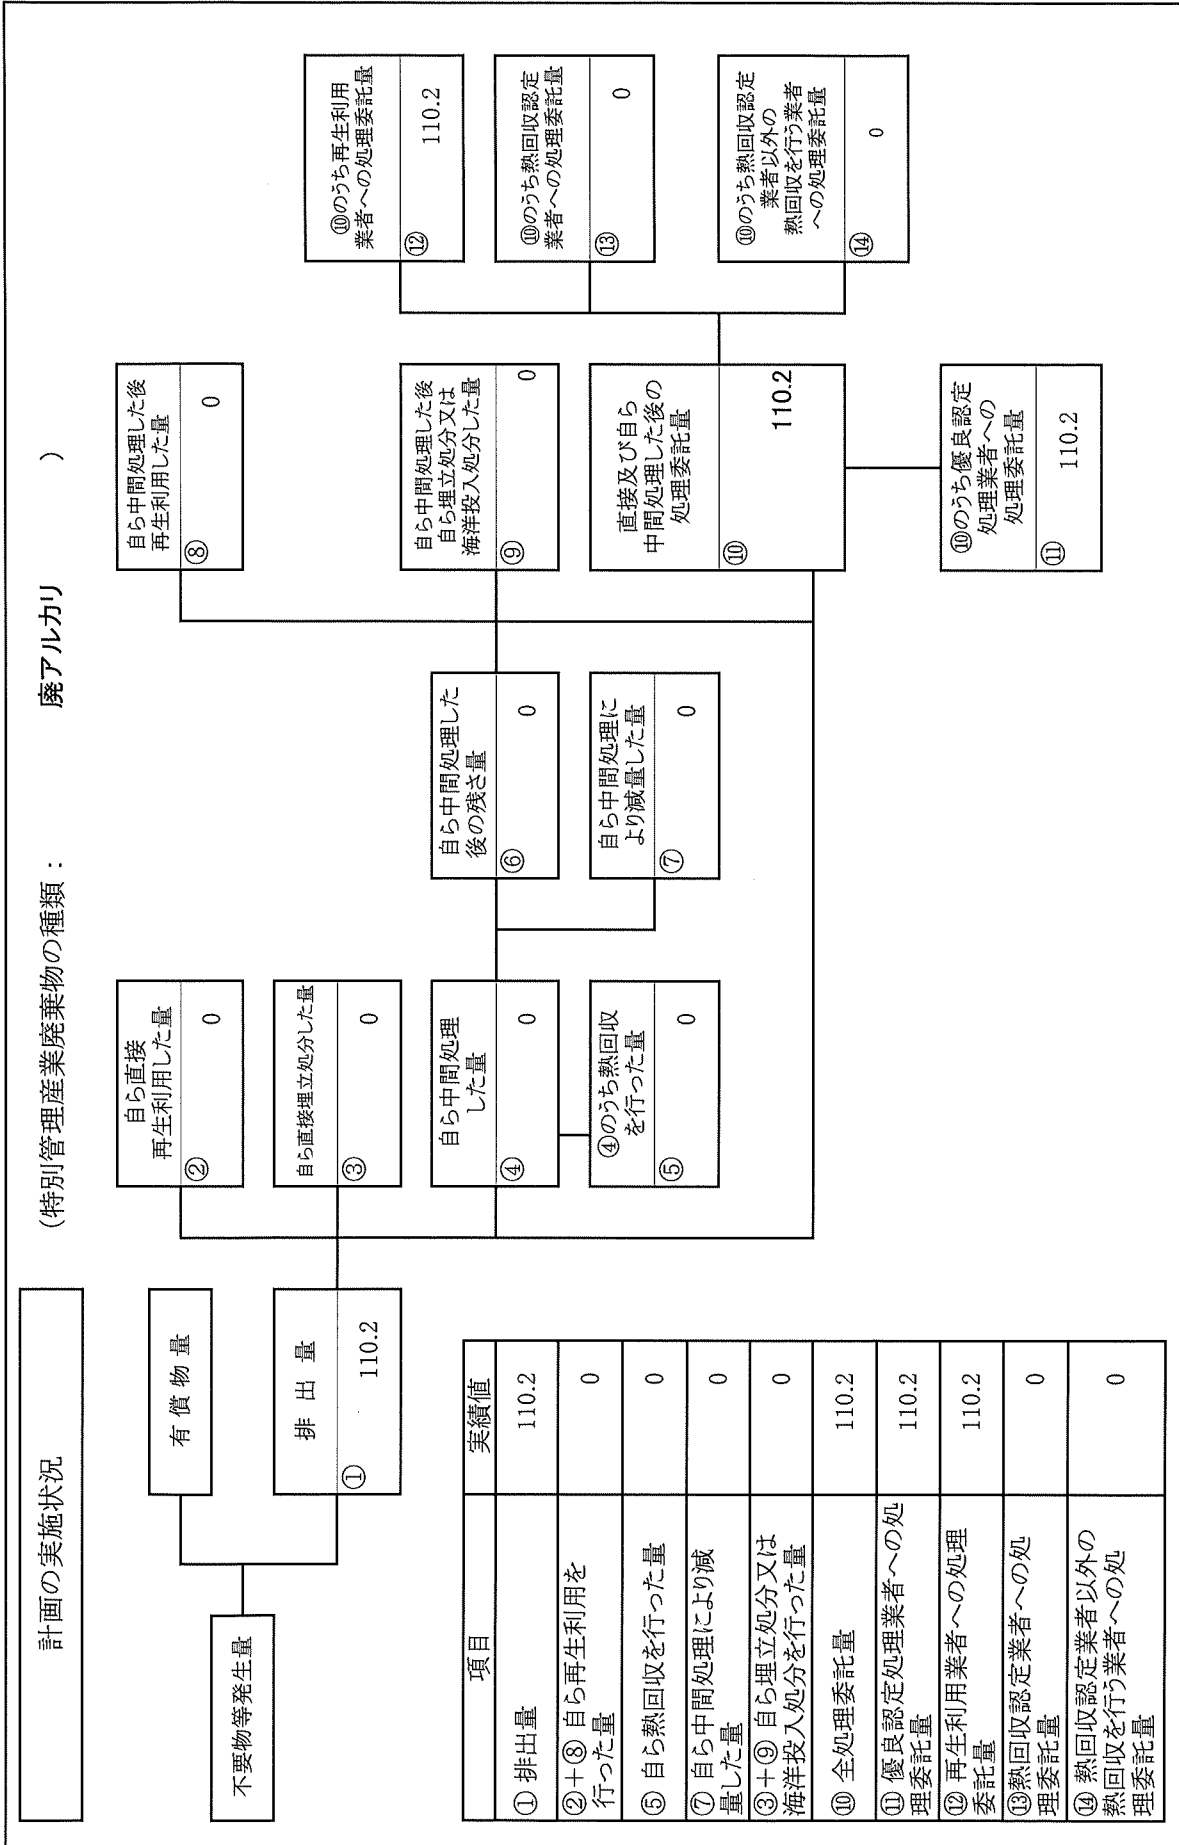 計画の実施状況
(特別管理産業廃棄物の種類： 廃アルカリ )
不要物等発生量
有 償 物 量
排 出 量
① 110.2
自ら直接
再生利用した量
② 0
自ら直接埋立処分した量
③ 0
自ら中間処理
した量
④ 0
④のうち熱回収
を行った量
⑤ 0
自ら中間処理した
後の残さ量
⑥ 0
自ら中間処理に
より減量した量
⑦ 0
自ら中間処理した後
再生利用した量
⑧ 0
自ら中間処理した後
自ら埋立処分又は
海洋投入処分した量
⑨ 0
直接及び自ら
中間処理した後の
処理委託量
⑩ 110.2
⑩のうち優良認定
処理業者への
処理委託量
⑪ 110.2
⑩のうち再生利用
業者への処理委託量
⑫ 110.2
⑩のうち熱回収認定
業者への処理委託量
⑬ 0
⑩のうち熱回収認定
業者以外の
熱回収を行う業者
への処理委託量
⑭ 0
項目 実績値
① 排出量 110.2
②＋⑧ 自ら再生利用を
行った量 0
⑤ 自ら熱回収を行った量 0
⑦ 自ら中間処理により減
量した量 0
③＋⑨ 自ら埋立処分又は
海洋投入処分を行った量 0
⑩ 全処理委託量 110.2
⑪ 優良認定処理業者への処
理委託量 110.2
⑫ 再生利用業者への処理
委託量 110.2
⑬熱回収認定業者への処
理委託量 0
⑭ 熱回収認定業者以外の
熱回収を行う業者への処
理委託量 0